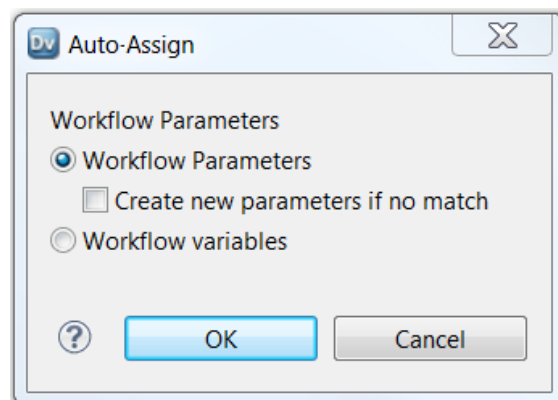 Dv Auto-Assign
Workflow Parameters
Workflow Parameters
Create new parameters if no match
Workflow variables
? OK Cancel